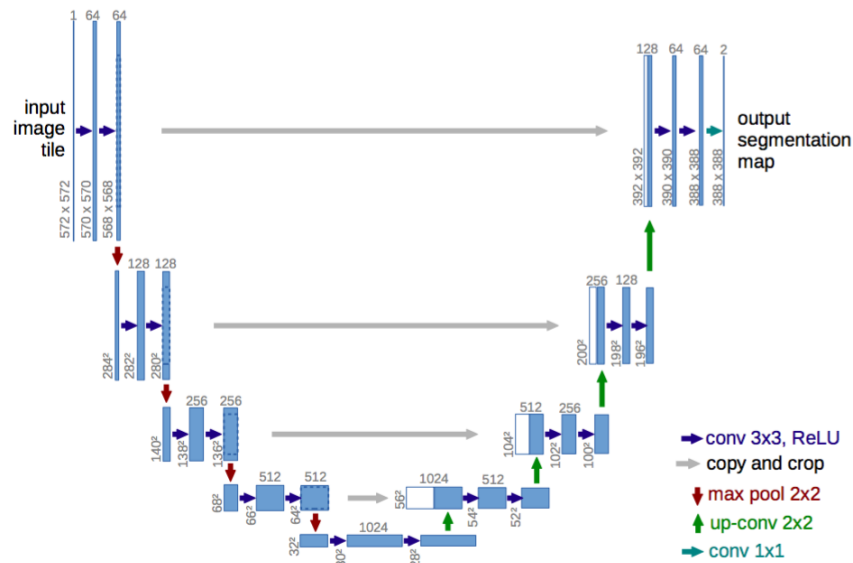 1
64
64
input
image
tile
572 x 572
570 x 570
568 x 568
128
64
64
2
output
segmentation
map
392 x 392
390 x 390
388 x 388
388 x 388
128
128
284²
282²
280²
256
128
200²
198²
196²
256
256
140²
138²
136²
512
256
104²
102²
100²
512
512
68²
66²
64²
1024
512
56²
54²
52²
1024
32²
conv 3x3, ReLU
copy and crop
max pool 2x2
up-conv 2x2
conv 1x1